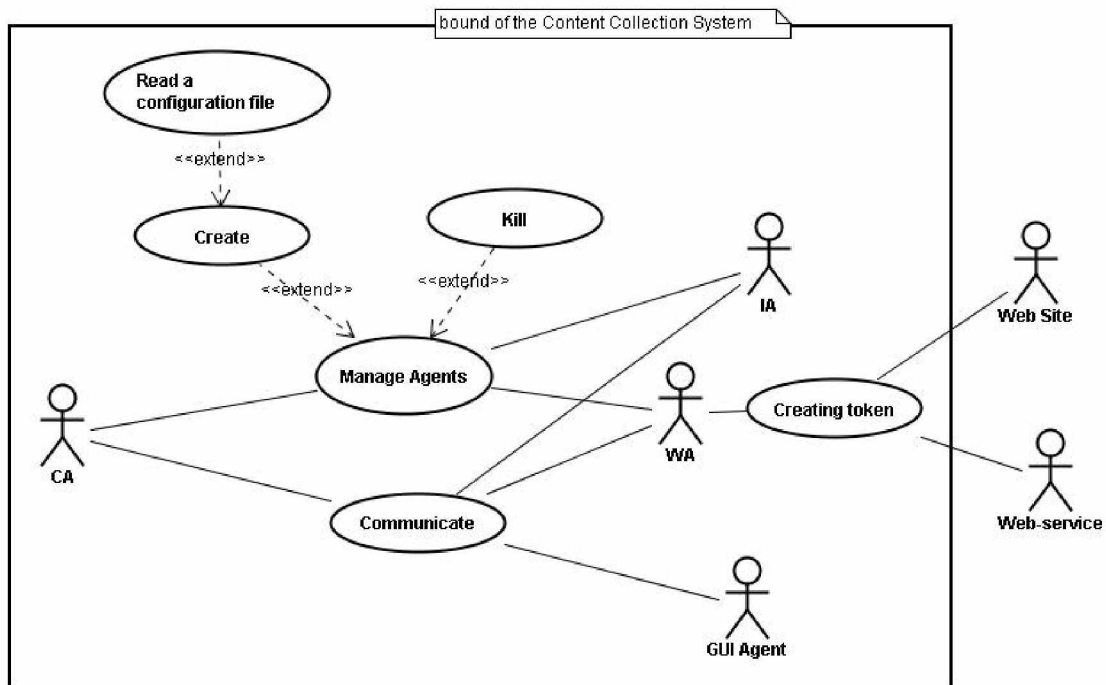 bound of the Content Collection System
Read a
configuration file
<<extend>>
Create
Kill
<<extend>>
<<extend>>
IA
Web Site
Manage Agents
Creating token
CA
WA
Communicate
Web-service
GUI Agent